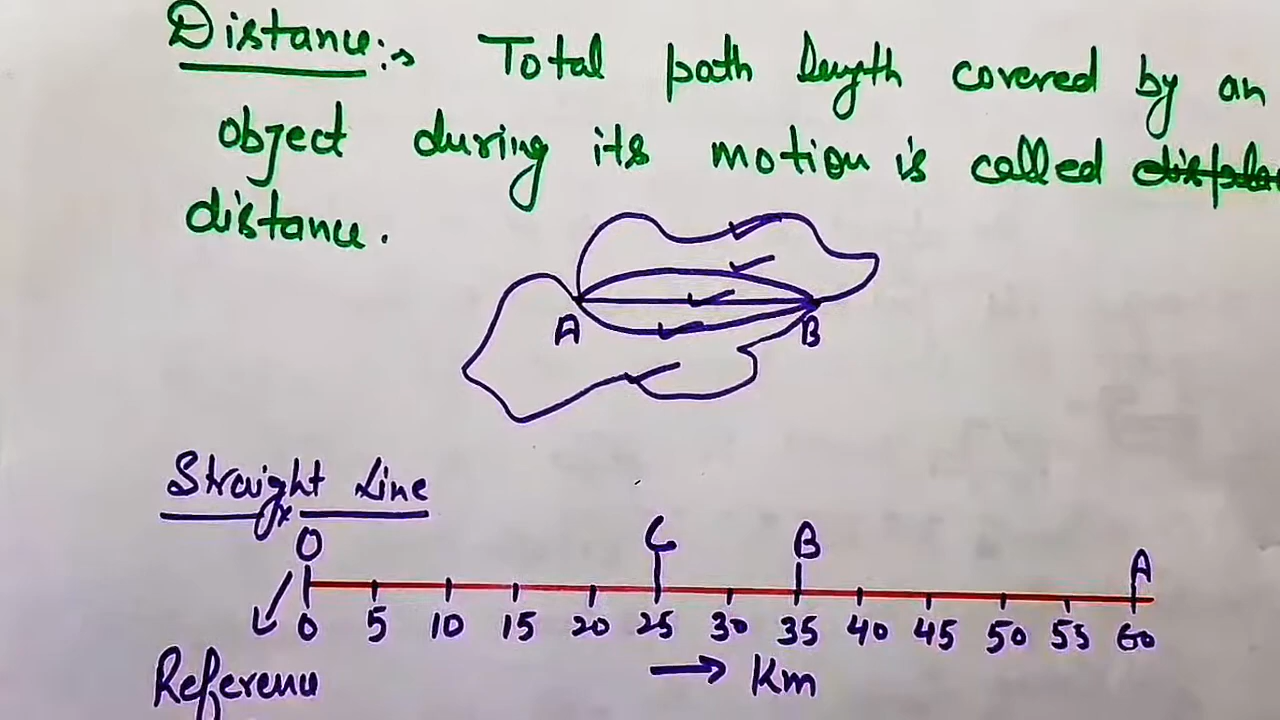 Distance:→ Total path length covered by an
object during its motion is called
distance.
A B
Straight Line
O C B A
0 5 10 15 20 25 30 35 40 45 50 55 60
Reference → Km